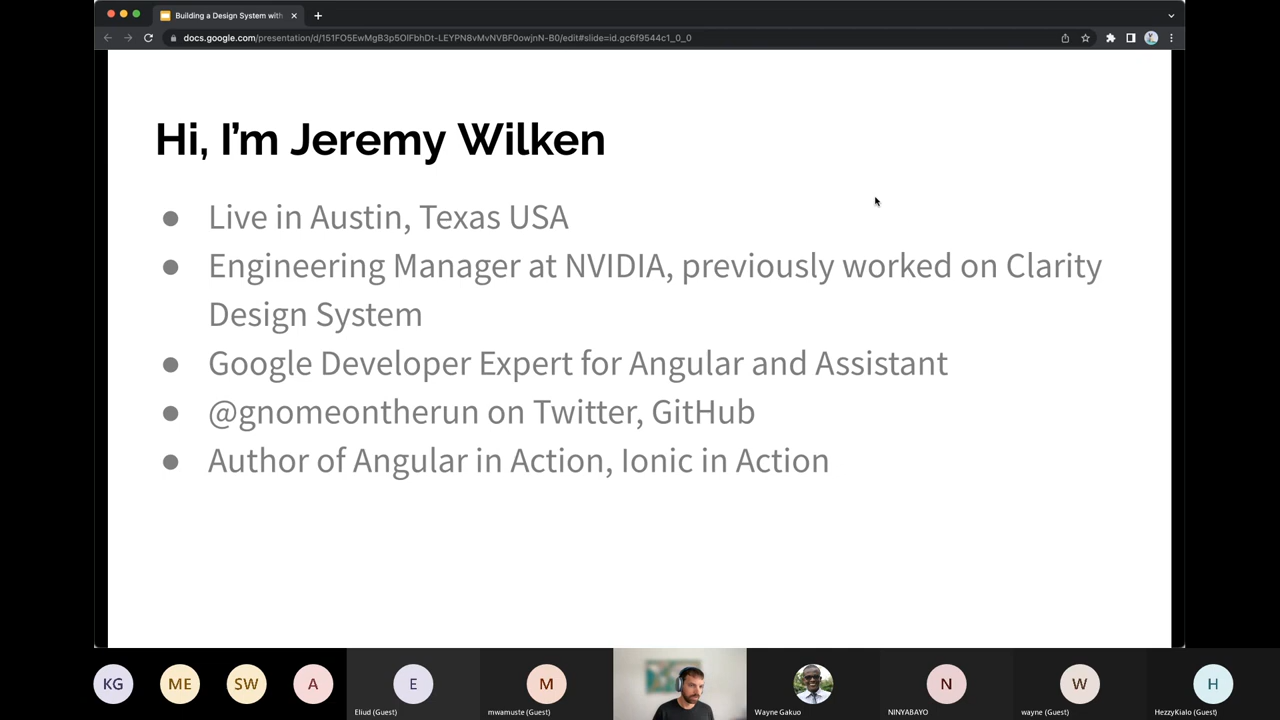 Building a Design System with
docs.google.com/presentation/d/151FO5EwMgB3p5OlFbhDt-LEYPN8vMvNVBF0owjnN-B0/edit#slide=id.gc6f9544c1_0_0
Hi, I'm Jeremy Wilken
● Live in Austin, Texas USA
● Engineering Manager at NVIDIA, previously worked on Clarity
Design System
● Google Developer Expert for Angular and Assistant
● @gnomeontherun on Twitter, GitHub
● Author of Angular in Action, Ionic in Action
KG ME SW A E M N W H
Eliud (Guest) mwamuste (Guest) Wayne Gakuo NINYABAYO wayne (Guest) HezzyKialo (Guest)